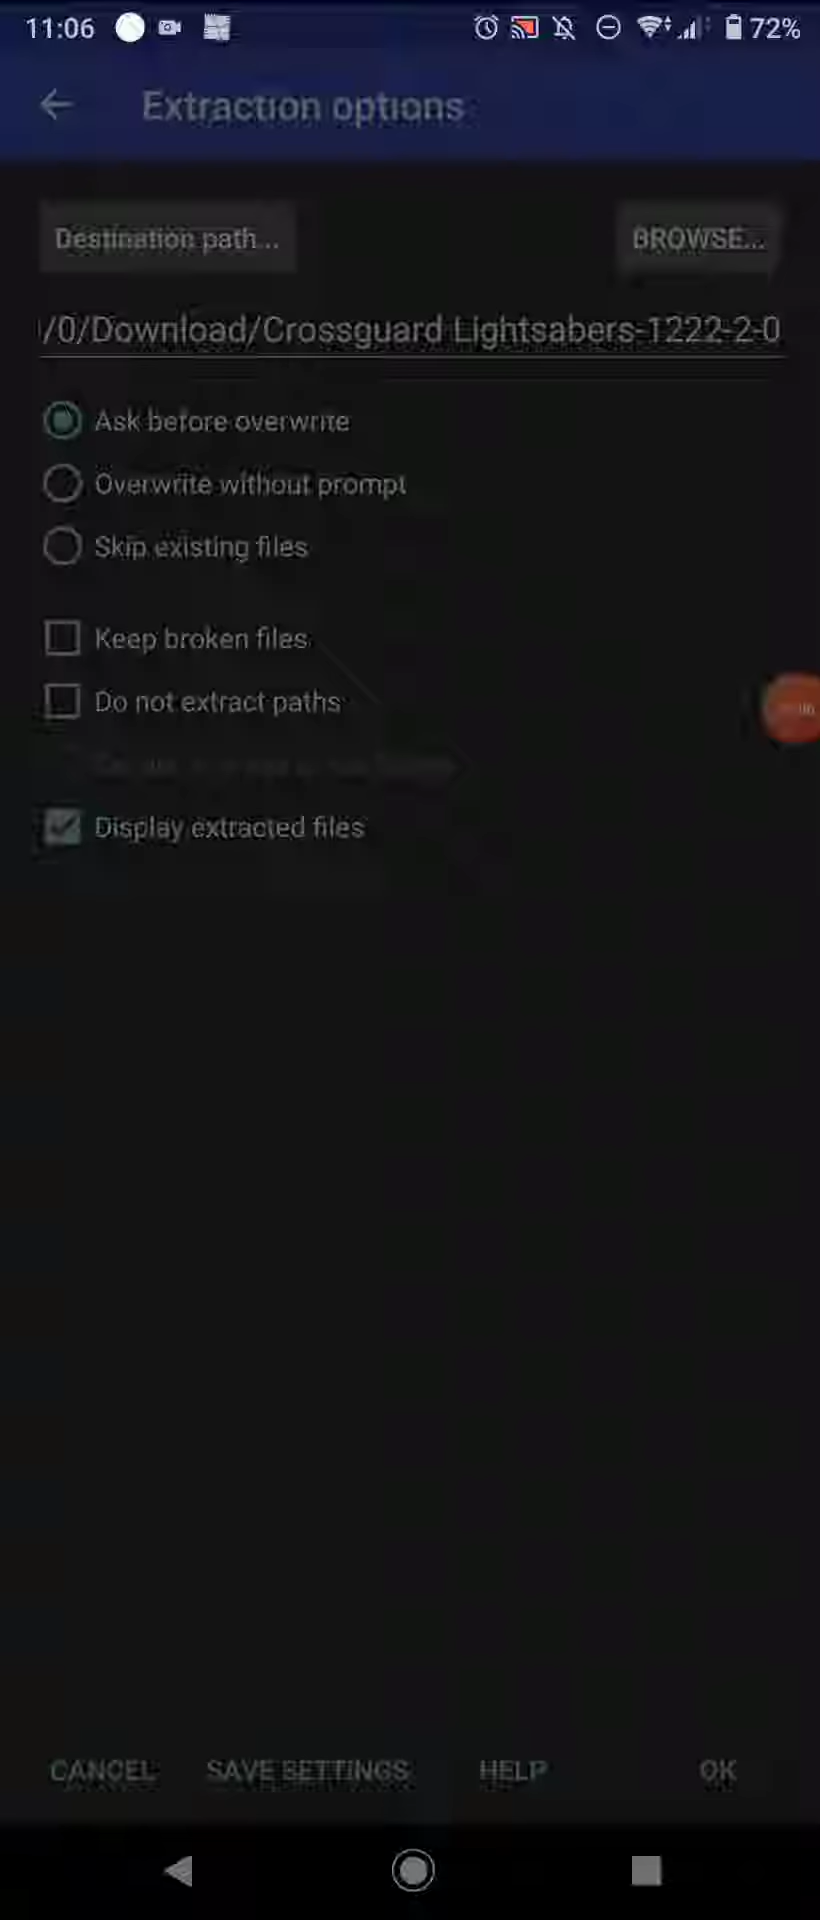 11:06
72%
Extraction options
Destination path...
BROWSE...
/0/Download/Crossguard Lightsabers-1222-2-0
Ask before overwrite
Overwrite without prompt
Skip existing files
Keep broken files
Do not extract paths
Display extracted files
CANCEL SAVE SETTINGS HELP OK